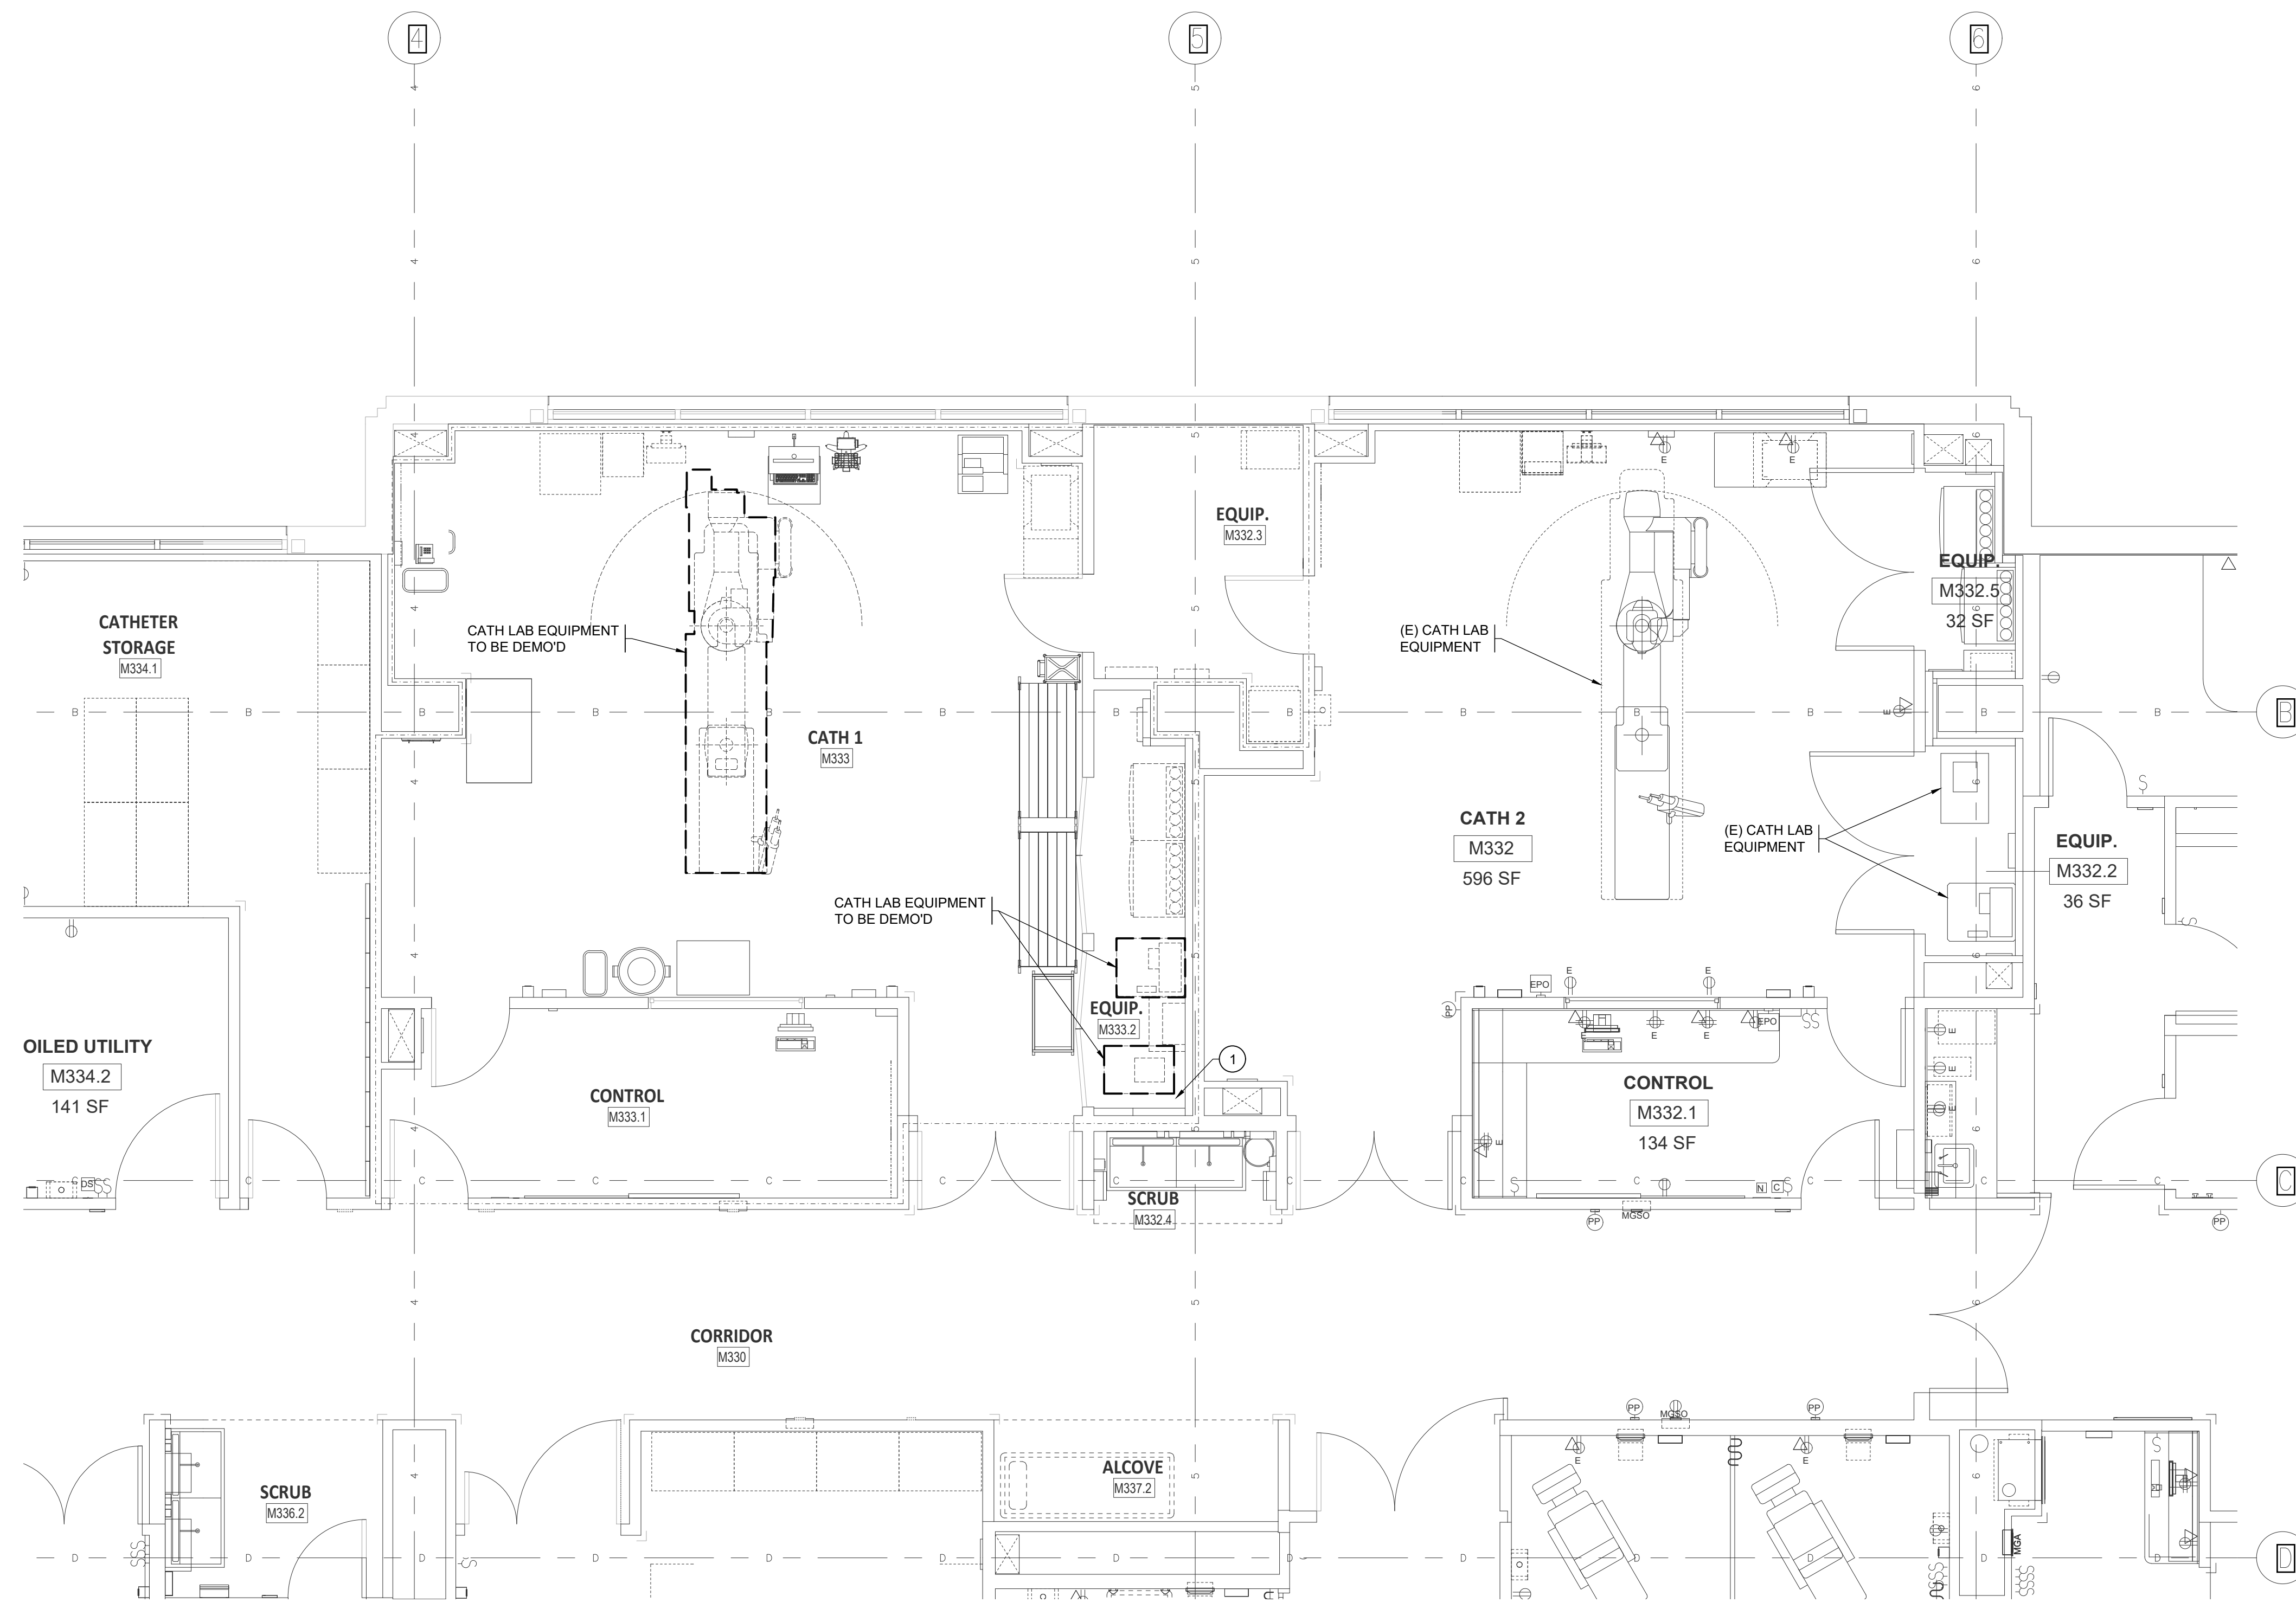 4
5
6
EQUIP.
M332.3
EQUIP.
M332.5
32 SF
CATHETER
STORAGE
M334.1
CATH LAB EQUIPMENT
TO BE DEMO'D
(E) CATH LAB
EQUIPMENT
B
CATH 1
M333
CATH 2
M332
596 SF
(E) CATH LAB
EQUIPMENT
EQUIP.
M332.2
36 SF
CATH LAB EQUIPMENT
TO BE DEMO'D
EQUIP.
M333.2
1
EPO
PP
EPO
OILED UTILITY
M334.2
141 SF
CONTROL
M333.1
CONTROL
M332.1
134 SF
C
DS
SCRUB
M332.4
N
C
PP
MGSO
PP
CORRIDOR
M330
PP
MGSO
PP
ALCOVE
M337.2
SCRUB
M336.2
MGA
D